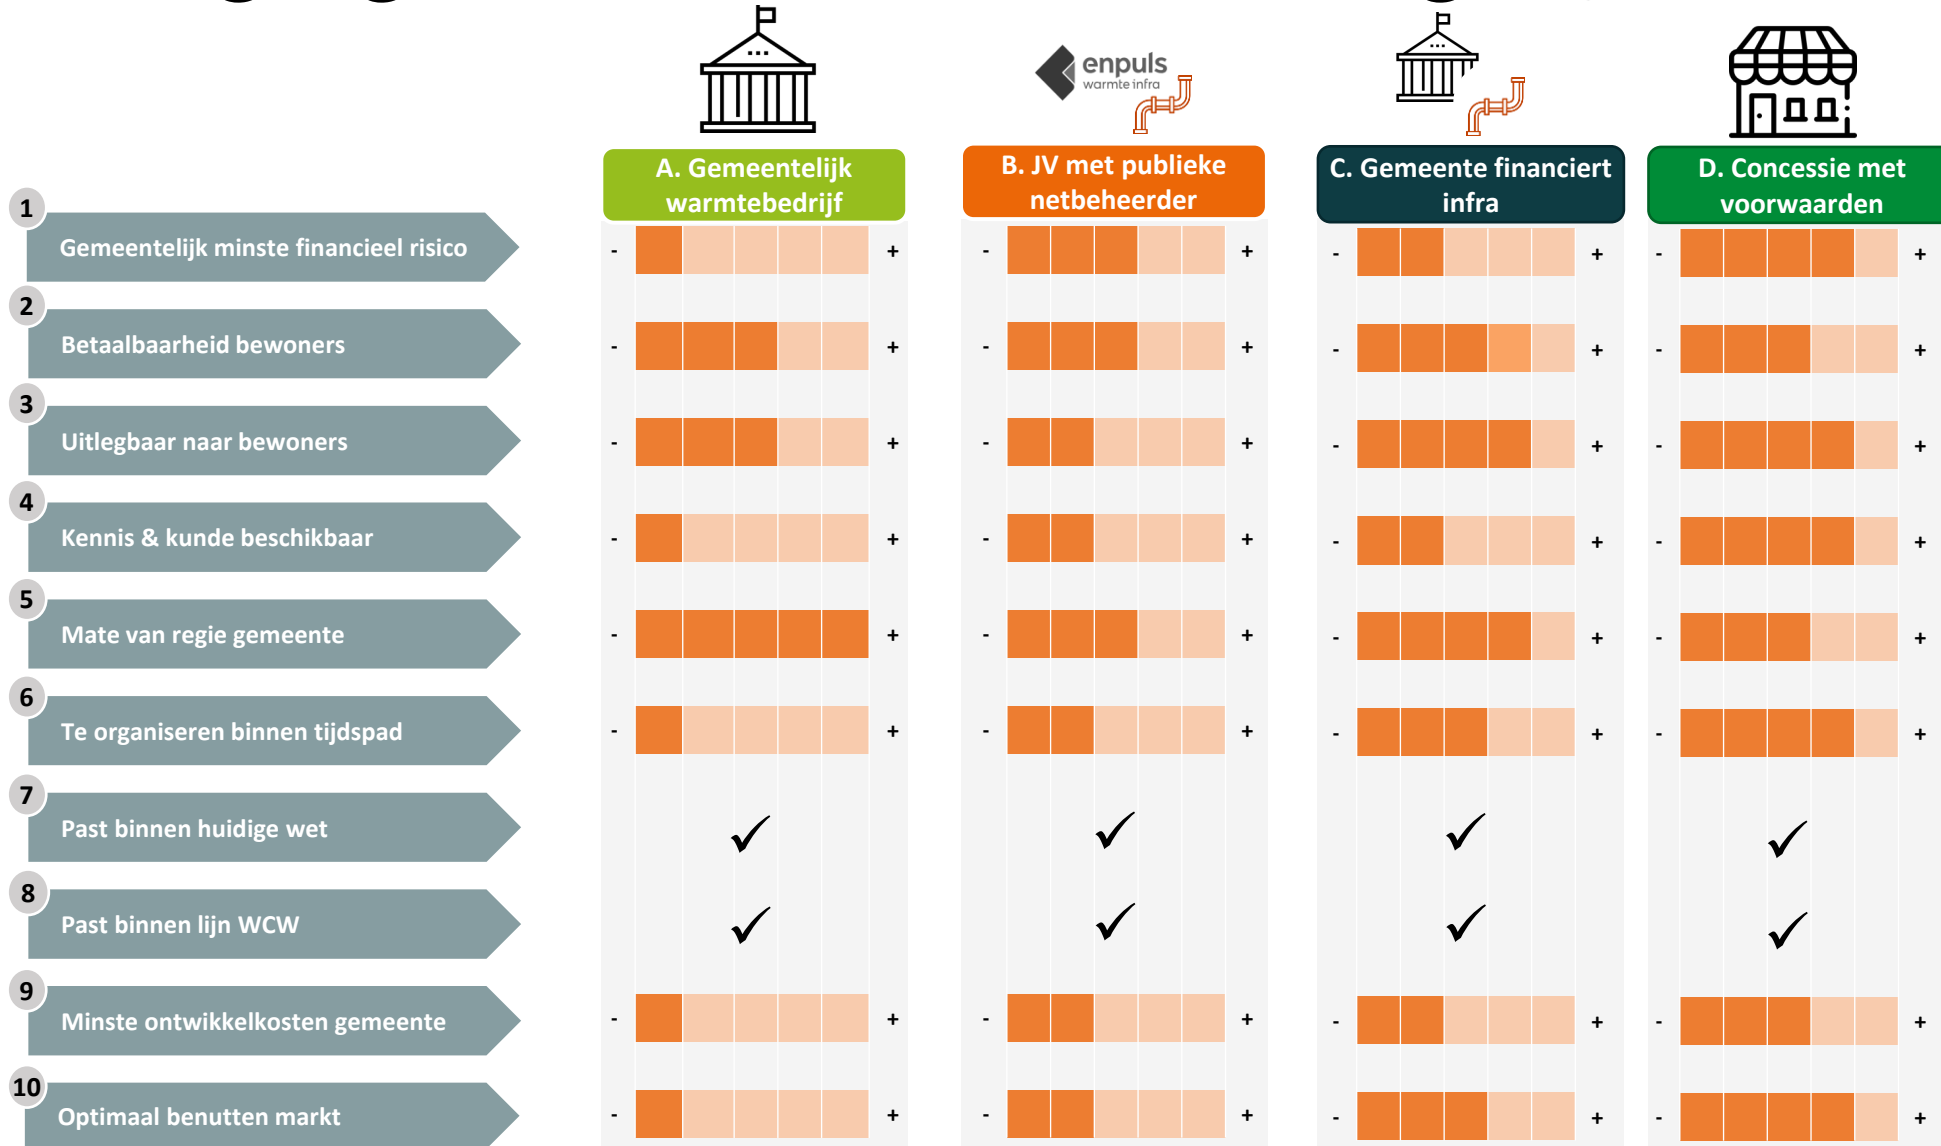 enpuls
warmte infra
A. Gemeentelijk
warmtebedrijf
B. JV met publieke
netbeheerder
C. Gemeente financiert
infra
D. Concessie met
voorwaarden
1
Gemeentelijk minste financieel risico
- + - + - + - +
2
Betaalbaarheid bewoners
- + - + - + - +
3
Uitlegbaar naar bewoners
- + - + - + - +
4
Kennis & kunde beschikbaar
- + - + - + - +
5
Mate van regie gemeente
- + - + - + - +
6
Te organiseren binnen tijdspad
- + - + - + - +
7
Past binnen huidige wet
✓ ✓ ✓ ✓
8
Past binnen lijn WCW
✓ ✓ ✓ ✓
9
Minste ontwikkelkosten gemeente
- + - + - + - +
10
Optimaal benutten markt
- + - + - + - +